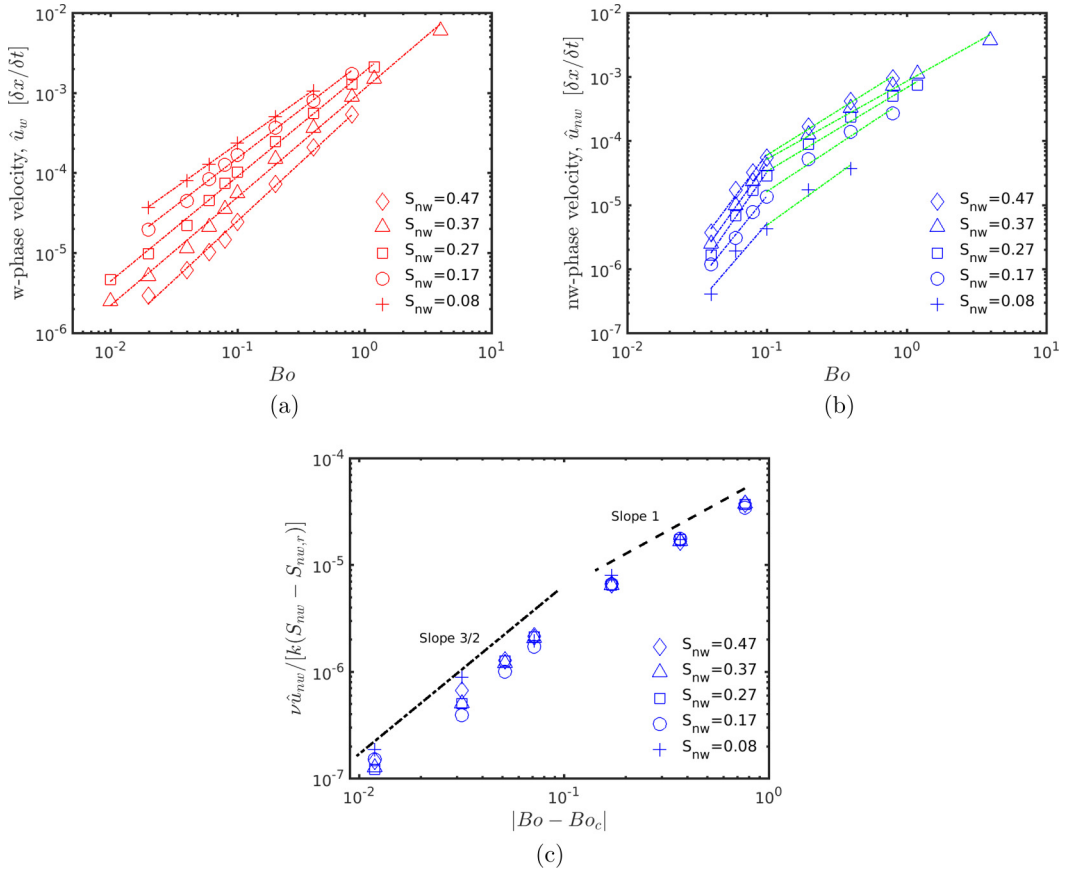 w-phase velocity, û_w [δx/δt]
10^-2
10^-3
10^-4
10^-5
10^-6
S_nw=0.47
S_nw=0.37
S_nw=0.27
S_nw=0.17
S_nw=0.08
10^-2 10^-1 10^0 10^1
Bo
(a)
nw-phase velocity, û_nw [δx/δt]
10^-2
10^-3
10^-4
10^-5
10^-6
10^-7
S_nw=0.47
S_nw=0.37
S_nw=0.27
S_nw=0.17
S_nw=0.08
10^-2 10^-1 10^0 10^1
Bo
(b)
νû_nw/[k(S_nw − S_nw,r)]
10^-4
10^-5
10^-6
10^-7
Slope 1
Slope 3/2
S_nw=0.47
S_nw=0.37
S_nw=0.27
S_nw=0.17
S_nw=0.08
10^-2 10^-1 10^0
|Bo − Bo_c|
(c)